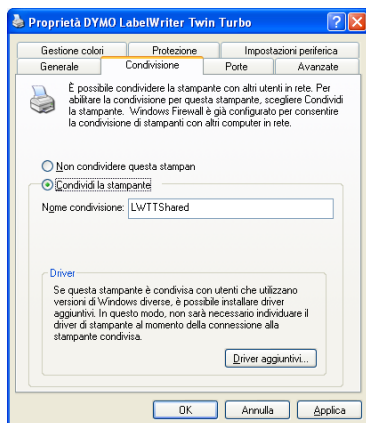 Proprietà DYMO LabelWriter Twin Turbo
Gestione colori Protezione Impostazioni periferica
Generale Condivisione Porte Avanzate
È possibile condividere la stampante con altri utenti in rete. Per
abilitare la condivisione per questa stampante, scegliere Condividi
la stampante. Windows Firewall è già configurato per consentire
la condivisione di stampanti con altri computer in rete.
Non condividere questa stampan
Condividi la stampante
Nome condivisione: LWTTShared
Driver
Se questa stampante è condivisa con utenti che utilizzano
versioni di Windows diverse, è possibile installare driver
aggiuntivi. In questo modo, non sarà necessario individuare il
driver di stampante al momento della connessione alla
stampante condivisa.
Driver aggiuntivi...
OK Annulla Applica